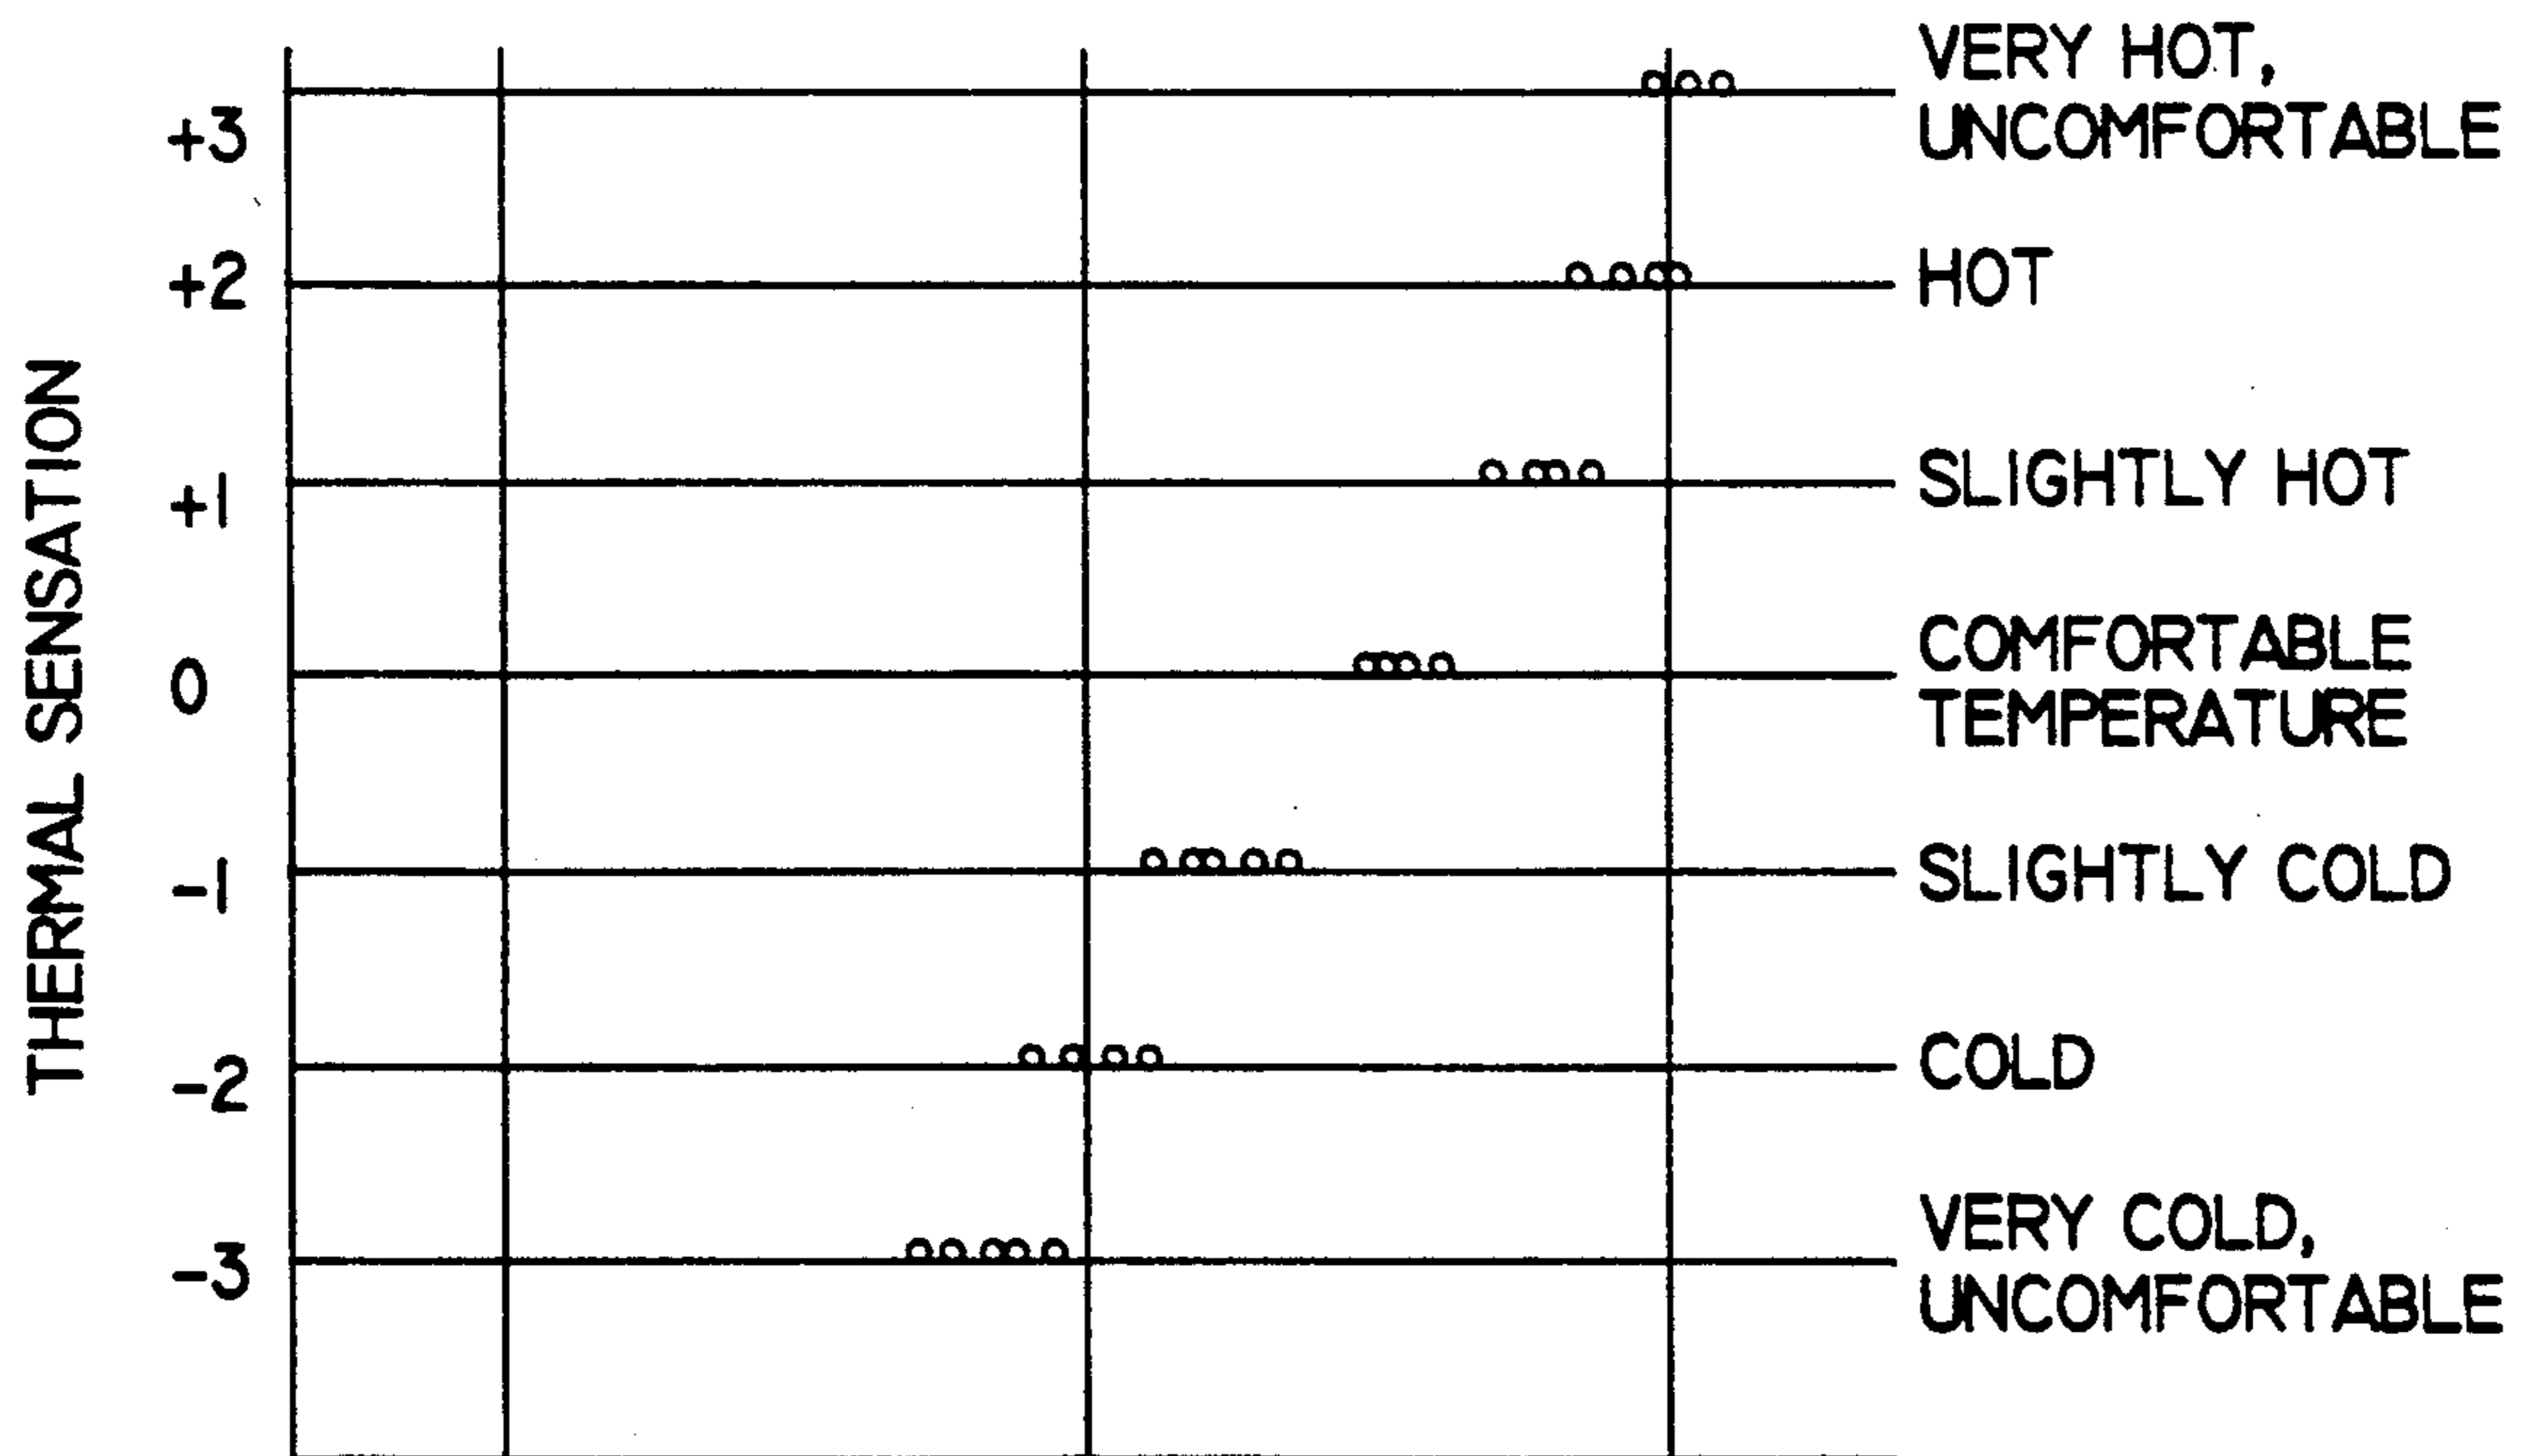 THERMAL SENSATION
+3
+2
+1
0
-1
-2
-3
VERY HOT,
UNCOMFORTABLE
HOT
SLIGHTLY HOT
COMFORTABLE
TEMPERATURE
SLIGHTLY COLD
COLD
VERY COLD,
UNCOMFORTABLE